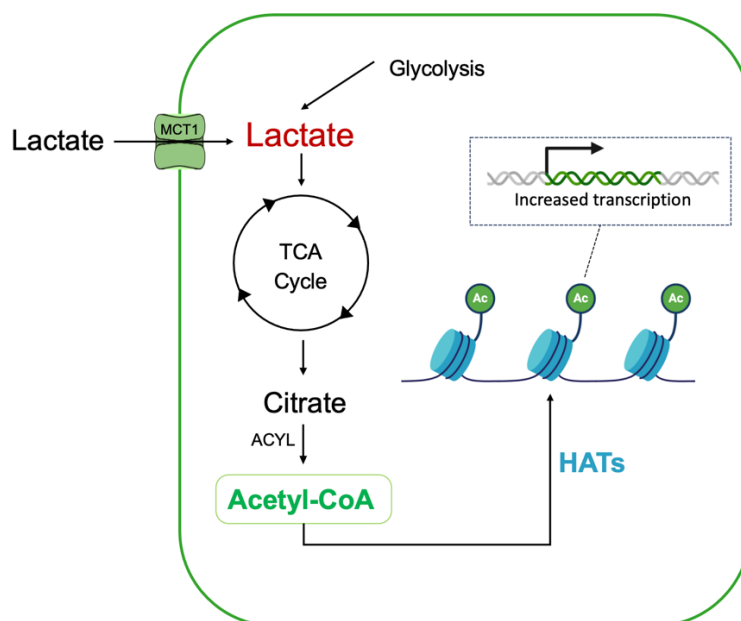 Glycolysis
Lactate
MCT1
Lactate
TCA
Cycle
Citrate
ACYL
Acetyl-CoA
HATs
Ac
Ac
Ac
Increased transcription